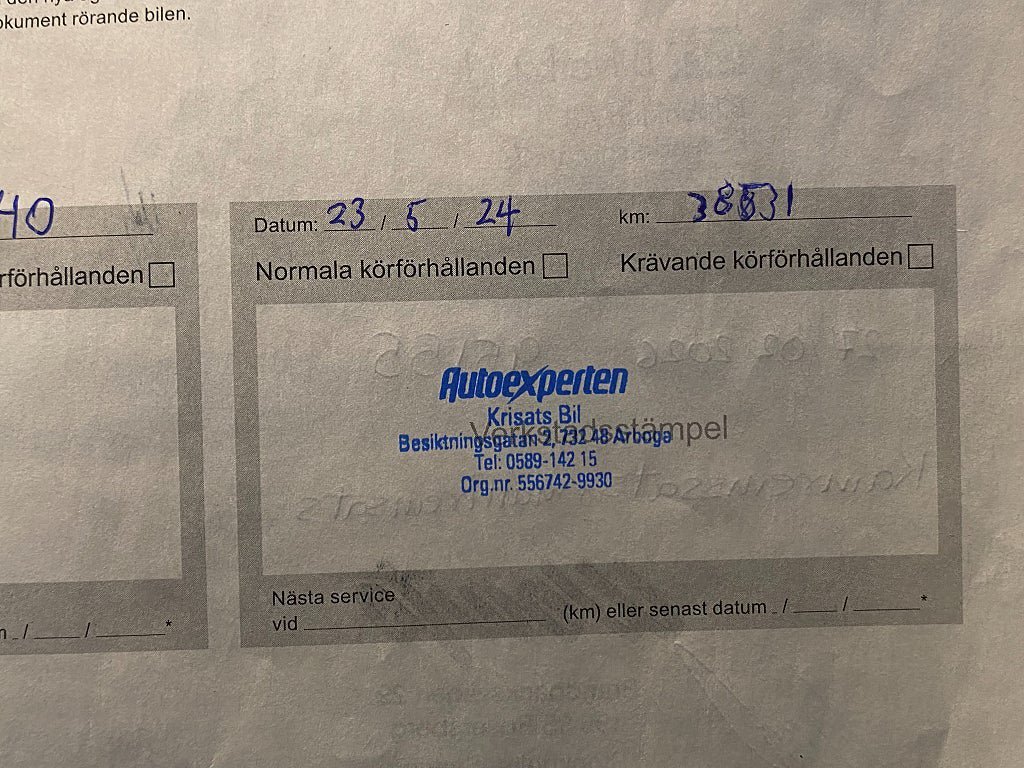 okument rörande bilen.
40
Datum: 23 / 5 / 24 km:
rförhållanden
Normala körförhållanden Krävande körförhållanden
Autoexperten
Krisats Bil
Verkstadsstämpel
Besiktningsgatan 2, 732 48 Arboga
Tel: 0589-142 15
Org.nr. 556742-9930
Nästa service
vid (km) eller senast datum / / *
/ / *